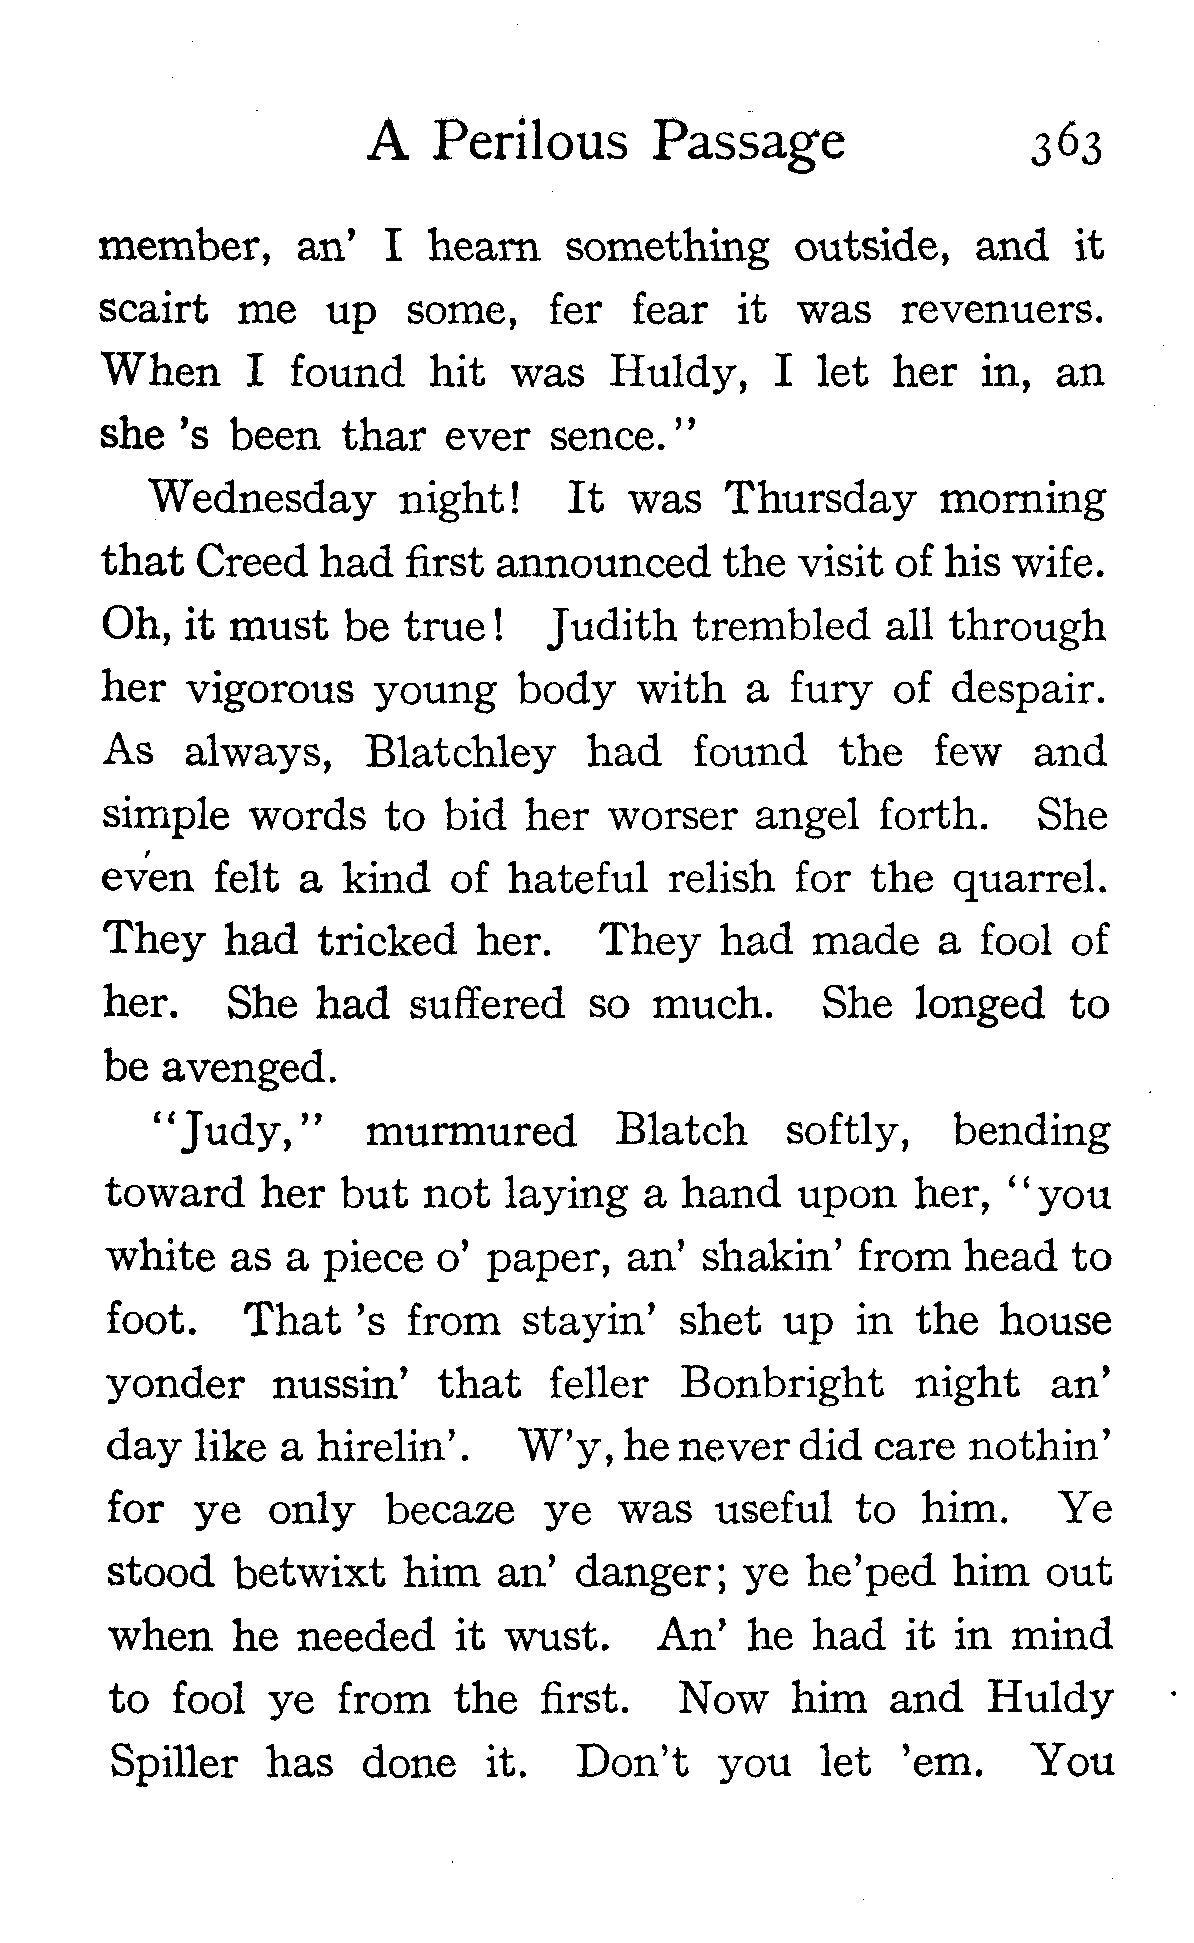 A Perilous Passage 363
member, an' I hearn something outside, and it
scairt me up some, fer fear it was revenuers.
When I found hit was Huldy, I let her in, an
she 's been thar ever sence."
Wednesday night! It was Thursday morning
that Creed had first announced the visit of his wife.
Oh, it must be true! Judith trembled all through
her vigorous young body with a fury of despair.
As always, Blatchley had found the few and
simple words to bid her worser angel forth. She
even felt a kind of hateful relish for the quarrel.
They had tricked her. They had made a fool of
her. She had suffered so much. She longed to
be avenged.
"Judy," murmured Blatch softly, bending
toward her but not laying a hand upon her, "you
white as a piece o' paper, an' shakin' from head to
foot. That 's from stayin' shet up in the house
yonder nussin' that feller Bonbright night an'
day like a hirelin'. W'y, he never did care nothin'
for ye only becaze ye was useful to him. Ye
stood betwixt him an' danger; ye he'ped him out
when he needed it wust. An' he had it in mind
to fool ye from the first. Now him and Huldy
Spiller has done it. Don't you let 'em. You